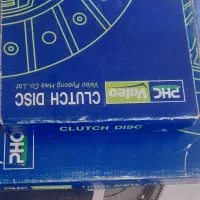 PHC Valeo
CLUTCH DISC
Valeo Pyeong Hwa Co., Ltd
PHC
CLUTCH DISC